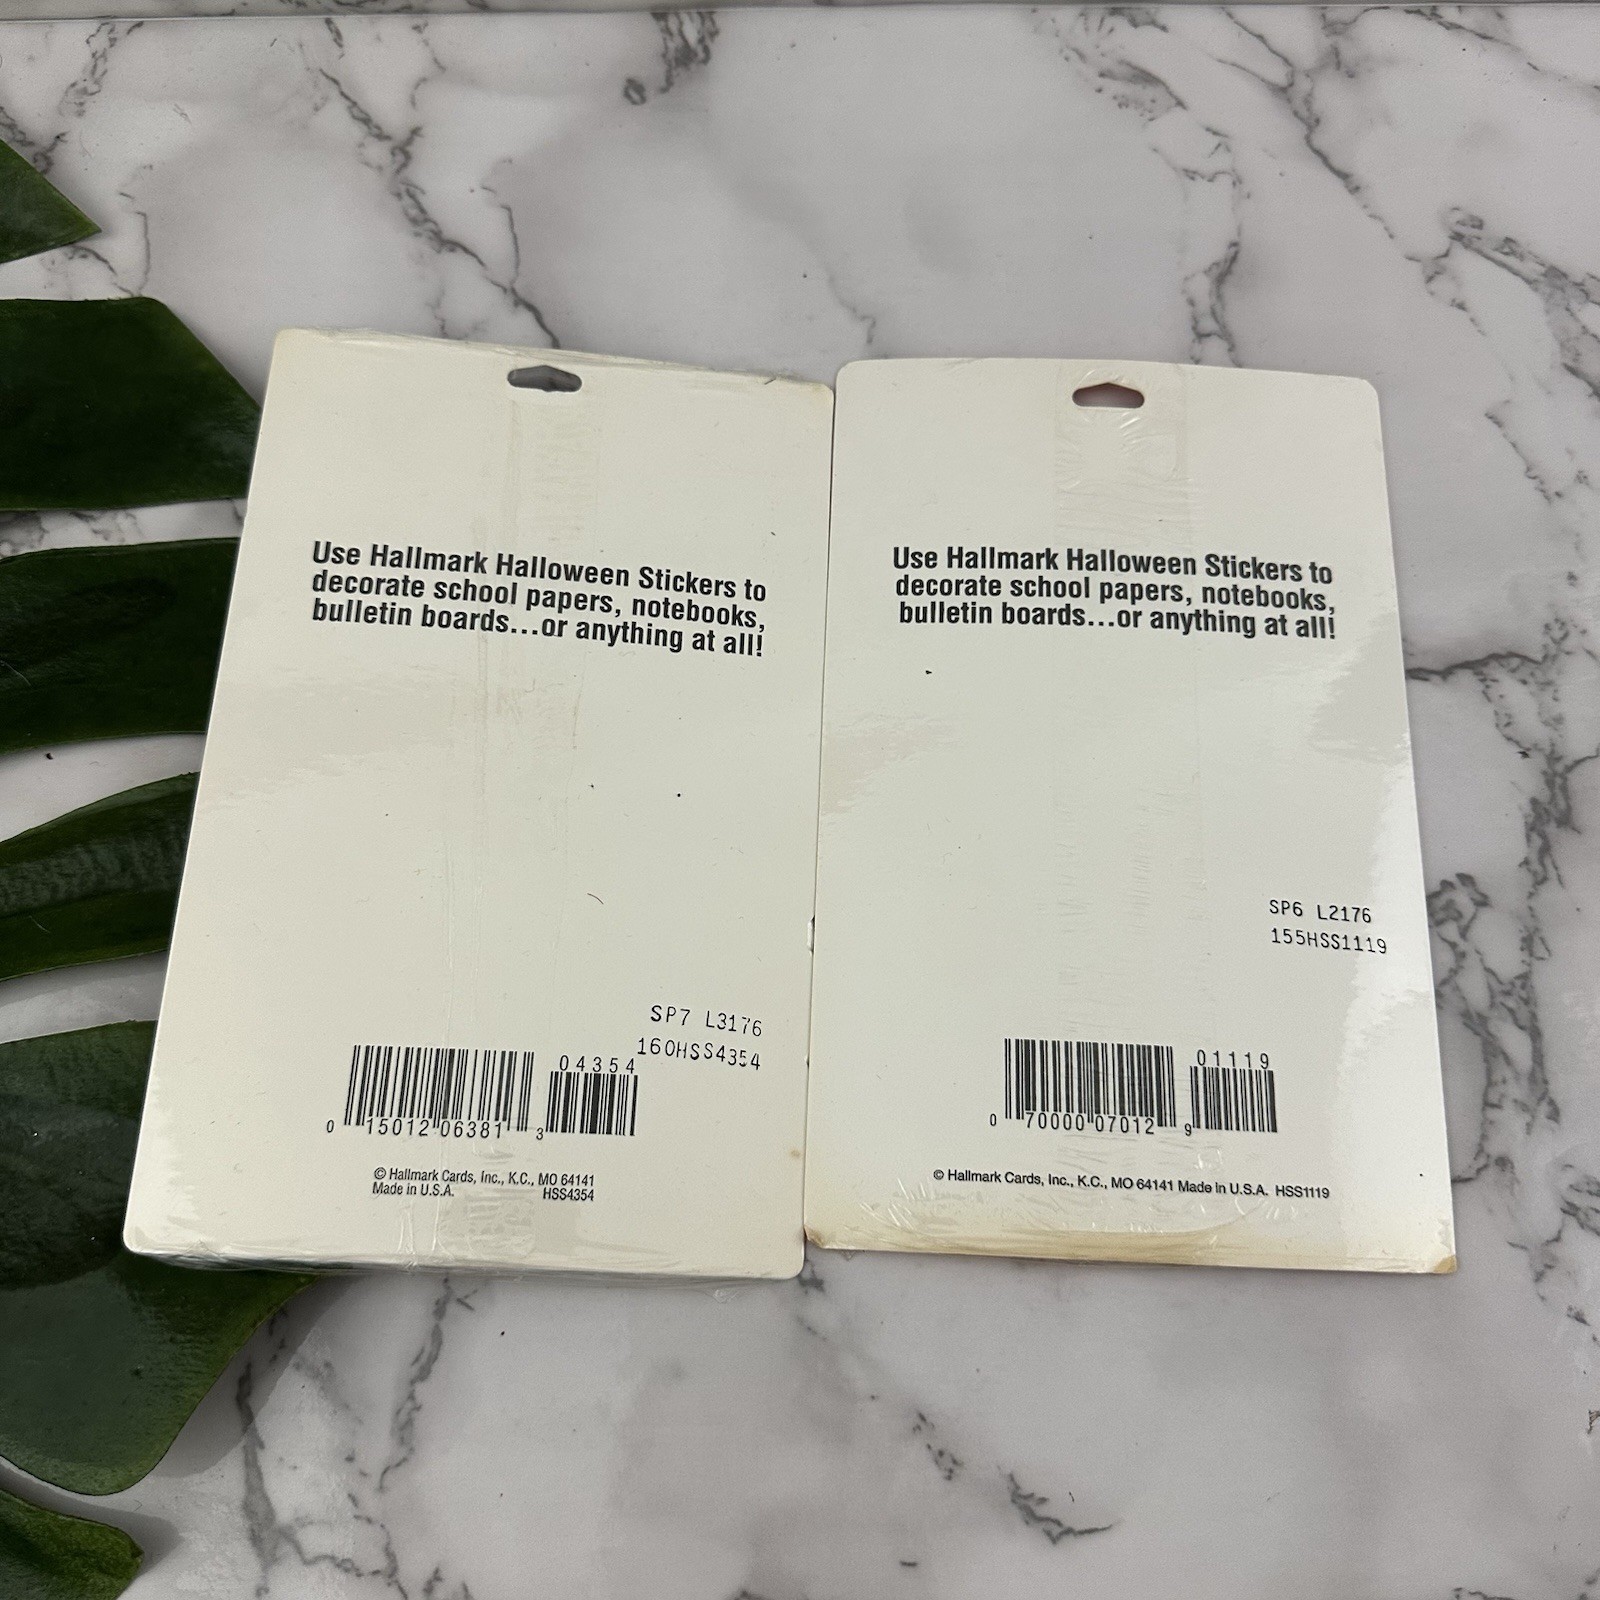 Use Hallmark Halloween Stickers to
decorate school papers, notebooks,
bulletin boards...or anything at all!
SP7 L3176
160HSS4354
04354
0 15012 06381 3
© Hallmark Cards, Inc., K.C., MO 64141
Made in U.S.A. HSS4354
Use Hallmark Halloween Stickers to
decorate school papers, notebooks,
bulletin boards...or anything at all!
SP6 L2176
155HSS1119
01119
0 70000 07012 9
© Hallmark Cards, Inc., K.C., MO 64141 Made in U.S.A. HSS1119